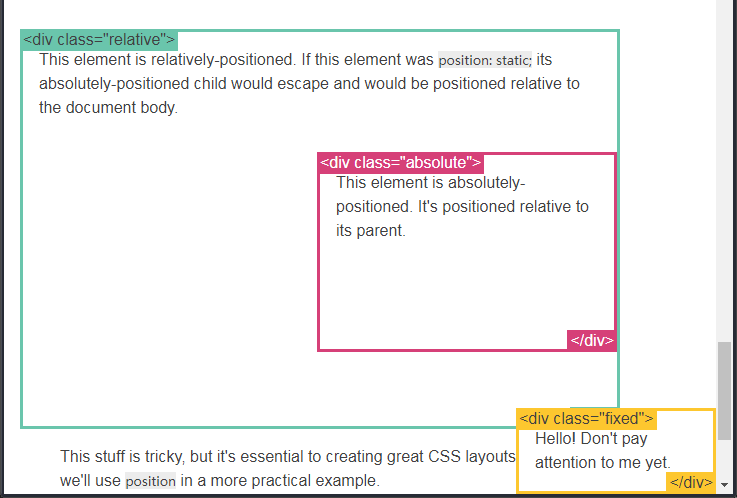 <div class="relative">
This element is relatively-positioned. If this element was position: static; its
absolutely-positioned child would escape and would be positioned relative to
the document body.
<div class="absolute">
This element is absolutely-
positioned. It's positioned relative to
its parent.
</div>
<div class="fixed">
Hello! Don't pay
attention to me yet.
</div>
This stuff is tricky, but it's essential to creating great CSS layouts
we'll use position in a more practical example.